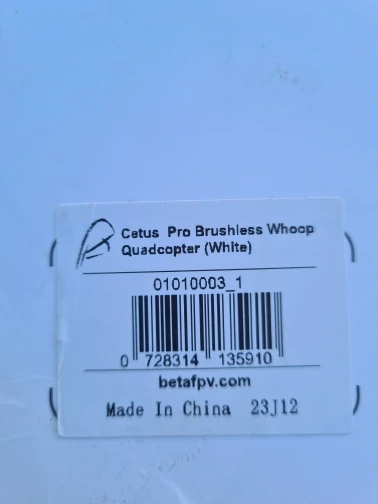 Cetus Pro Brushless Whoop
Quadcopter (White)
01010003_1
0 728314 135910
betafpv.com
Made In China 23J12